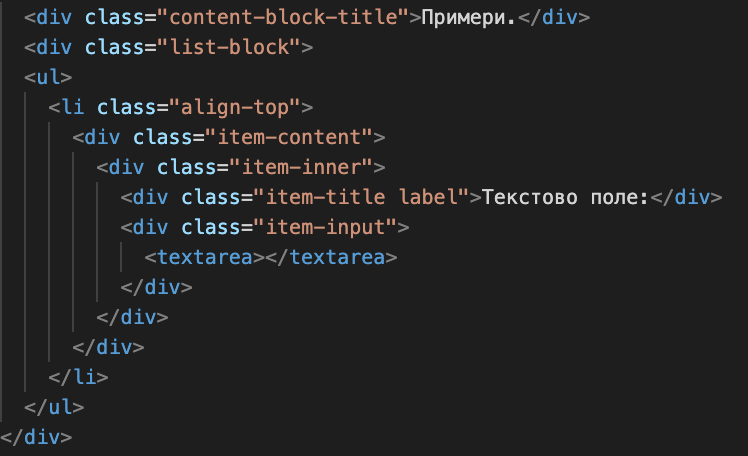 <div class="content-block-title">Примери.</div>
<div class="list-block">
<ul>
<li class="align-top">
<div class="item-content">
<div class="item-inner">
<div class="item-title label">Текстово поле:</div>
<div class="item-input">
<textarea></textarea>
</div>
</div>
</div>
</li>
</ul>
</div>